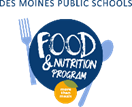 DES MOINES PUBLIC SCHOOLS
FOOD
& NUTRITION
PROGRAM